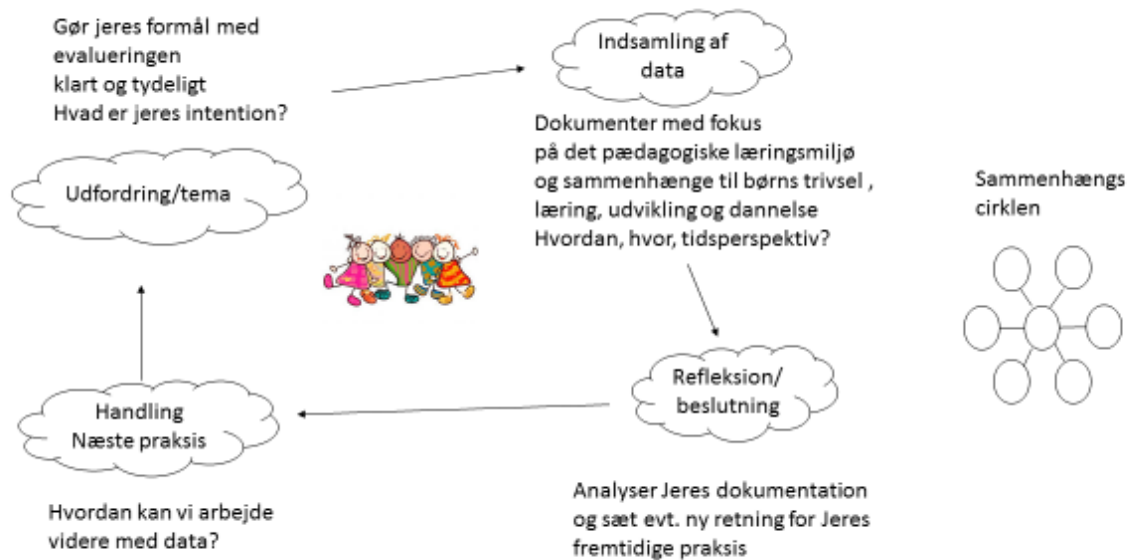 Gør jeres formål med
evalueringen
klart og tydeligt
Hvad er jeres intention?
Udfordring/tema
Indsamling af
data
Dokumenter med fokus
på det pædagogiske læringsmiljø
og sammenhænge til børns trivsel ,
læring, udvikling og dannelse
Hvordan, hvor, tidsperspektiv?
Sammenhængs
cirklen
Refleksion/
beslutning
Analyser Jeres dokumentation
og sæt evt. ny retning for Jeres
fremtidige praksis
Handling
Næste praksis
Hvordan kan vi arbejde
videre med data?